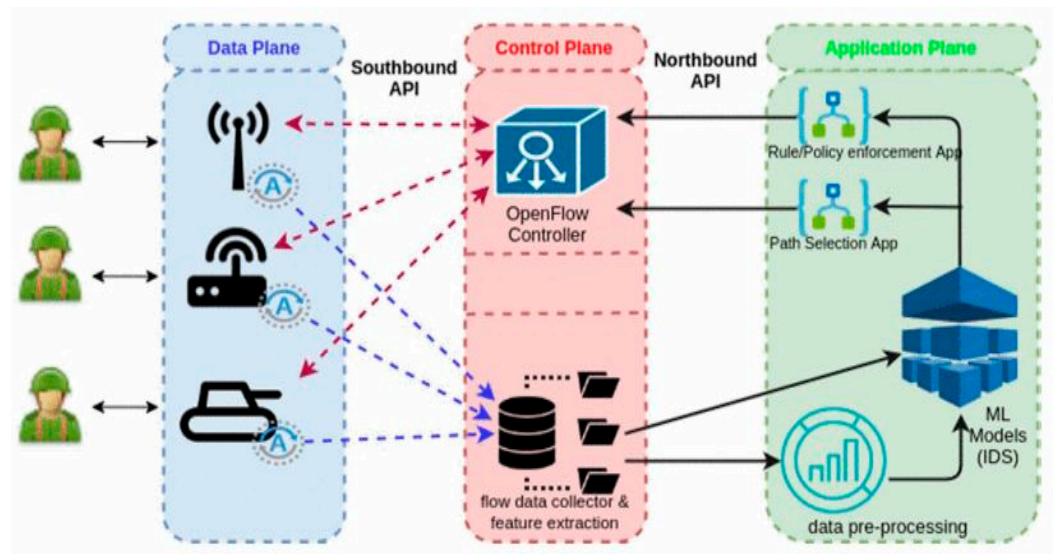 Data Plane
Control Plane
Application Plane
Southbound
API
Northbound
API
Rule/Policy enforcement App
OpenFlow
Controller
Path Selection App
A
A
A
ML
Models
(IDS)
flow data collector &
feature extraction
data pre-processing